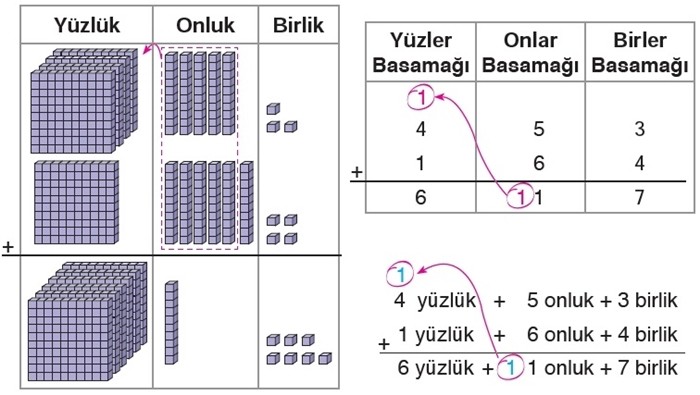 Yüzlük Onluk Birlik
+
Yüzler Basamağı Onlar Basamağı Birler Basamağı
1
4 5 3
+ 1 6 4
6 1 1 7
1
4 yüzlük + 5 onluk + 3 birlik
+ 1 yüzlük + 6 onluk + 4 birlik
6 yüzlük + 1 1 onluk + 7 birlik